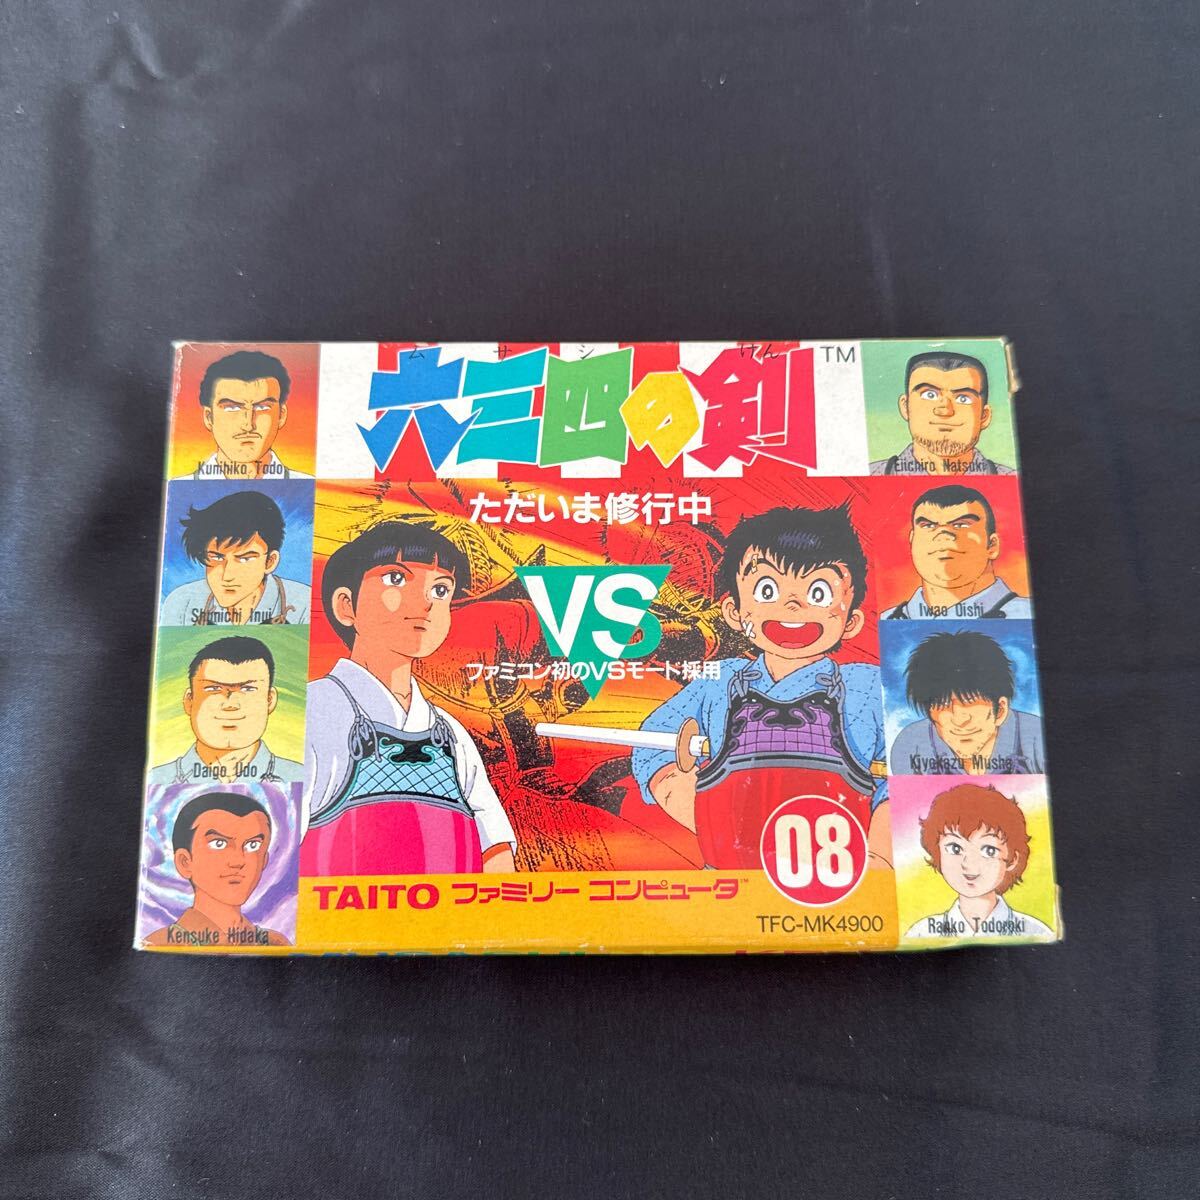 ムサシ けん
六三四の剣 TM
ただいま修行中
VS
ファミコン初のVSモード採用
Kunihiko Todo
Shunichi Inui
Daigo Udo
Kensuke Hidaka
Eiichiro Natsuki
Iwao Oishi
Kiyokazu Musha
Ranko Todoroki
08
TAITO ファミリー コンピュータ™
TFC-MK4900